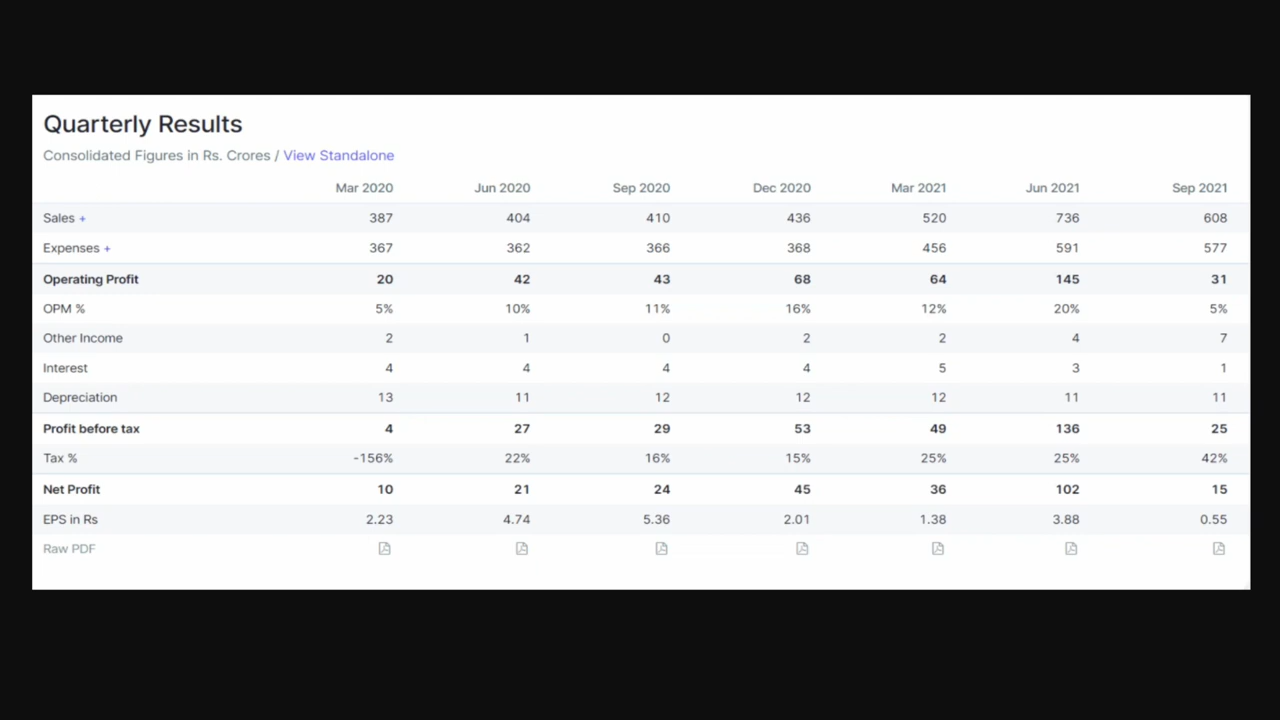 Quarterly Results
Consolidated Figures in Rs. Crores / View Standalone
Mar 2020 Jun 2020 Sep 2020 Dec 2020 Mar 2021 Jun 2021 Sep 2021
Sales + 387 404 410 436 520 736 608
Expenses + 367 362 366 368 456 591 577
Operating Profit 20 42 43 68 64 145 31
OPM % 5% 10% 11% 16% 12% 20% 5%
Other Income 2 1 0 2 2 4 7
Interest 4 4 4 4 5 3 1
Depreciation 13 11 12 12 12 11 11
Profit before tax 4 27 29 53 49 136 25
Tax % -156% 22% 16% 15% 25% 25% 42%
Net Profit 10 21 24 45 36 102 15
EPS in Rs 2.23 4.74 5.36 2.01 1.38 3.88 0.55
Raw PDF